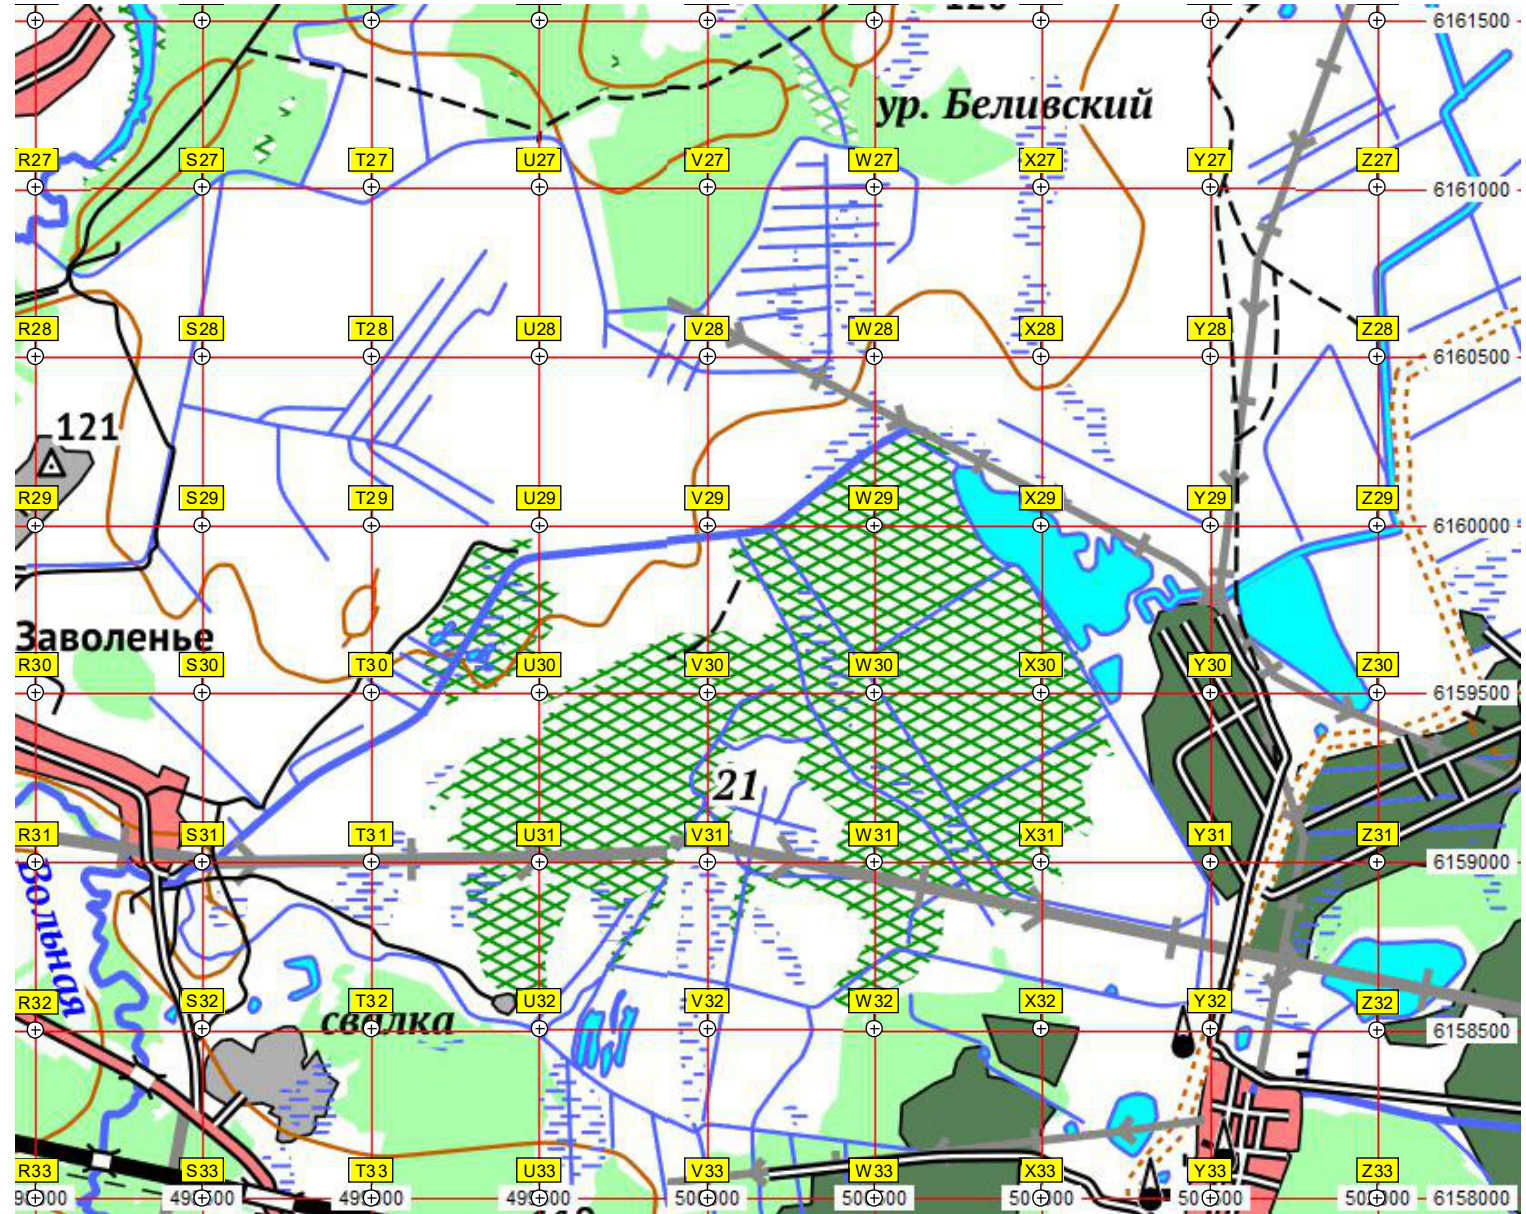 120
6161500
ур. Беливский
R27 S27 T27 U27 V27 W27 X27 Y27 Z27
6161000
R28 S28 T28 U28 V28 W28 X28 Y28 Z28
6160500
121
R29 S29 T29 U29 V29 W29 X29 Y29 Z29
6160000
Заволенье
R30 S30 T30 U30 V30 W30 X30 Y30 Z30
6159500
21
R31 S31 T31 U31 V31 W31 X31 Y31 Z31
6159000
Вольная
R32 S32 T32 U32 V32 W32 X32 Y32 Z32
свалка
6158500
R33 S33 T33 U33 V33 W33 X33 Y33 Z33
6158000